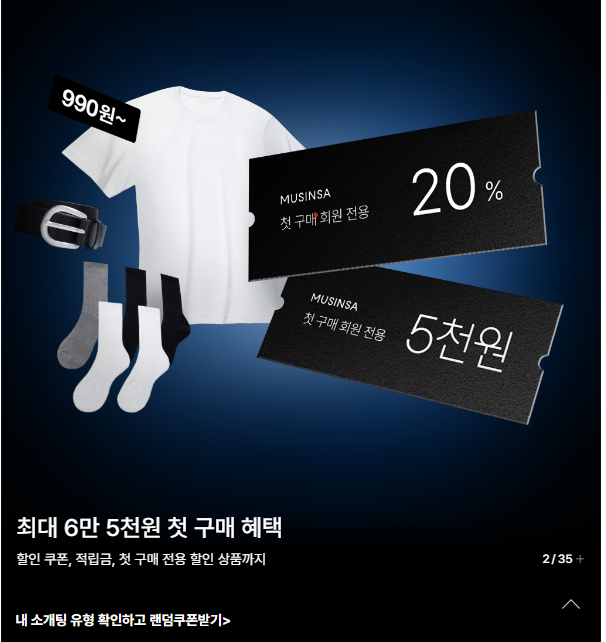 990원~
MUSINSA
첫 구매 회원 전용
20 %
MUSINSA
첫 구매 회원 전용
5천원
최대 6만 5천원 첫 구매 혜택
할인 쿠폰, 적립금, 첫 구매 전용 할인 상품까지
2 / 35 +
내 소개팅 유형 확인하고 랜덤쿠폰받기>